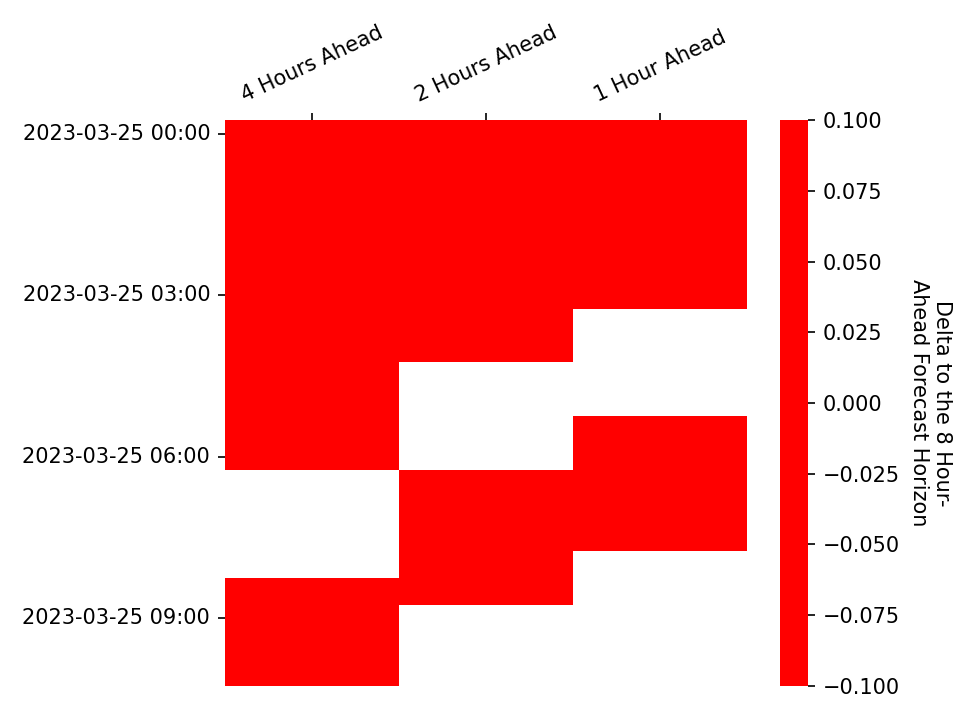 4 Hours Ahead
2 Hours Ahead
1 Hour Ahead
2023-03-25 00:00
2023-03-25 03:00
2023-03-25 06:00
2023-03-25 09:00
0.100
0.075
0.050
0.025
0.000
−0.025
−0.050
−0.075
−0.100
Delta to the 8 Hour-
Ahead Forecast Horizon